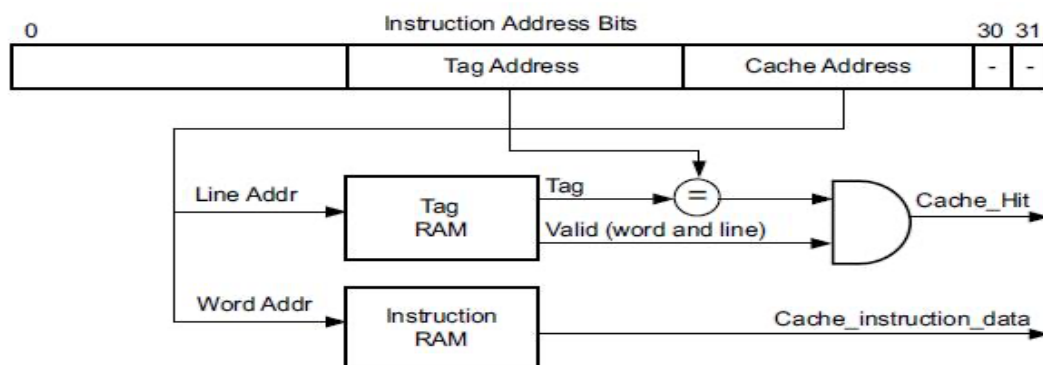 Instruction Address Bits
0 30 31
Tag Address Cache Address - -
Line Addr
Tag
RAM
Tag
=
Valid (word and line)
Cache_Hit
Word Addr
Instruction
RAM
Cache_instruction_data